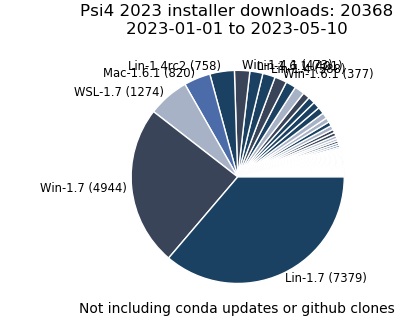 Psi4 2023 installer downloads: 20368
2023-01-01 to 2023-05-10
Lin-1.4rc2 (758)
Mac-1.6.1 (820)
Win-1.6.1 (377)
WSL-1.7 (1274)
Win-1.7 (4944)
Lin-1.7 (7379)
Not including conda updates or github clones